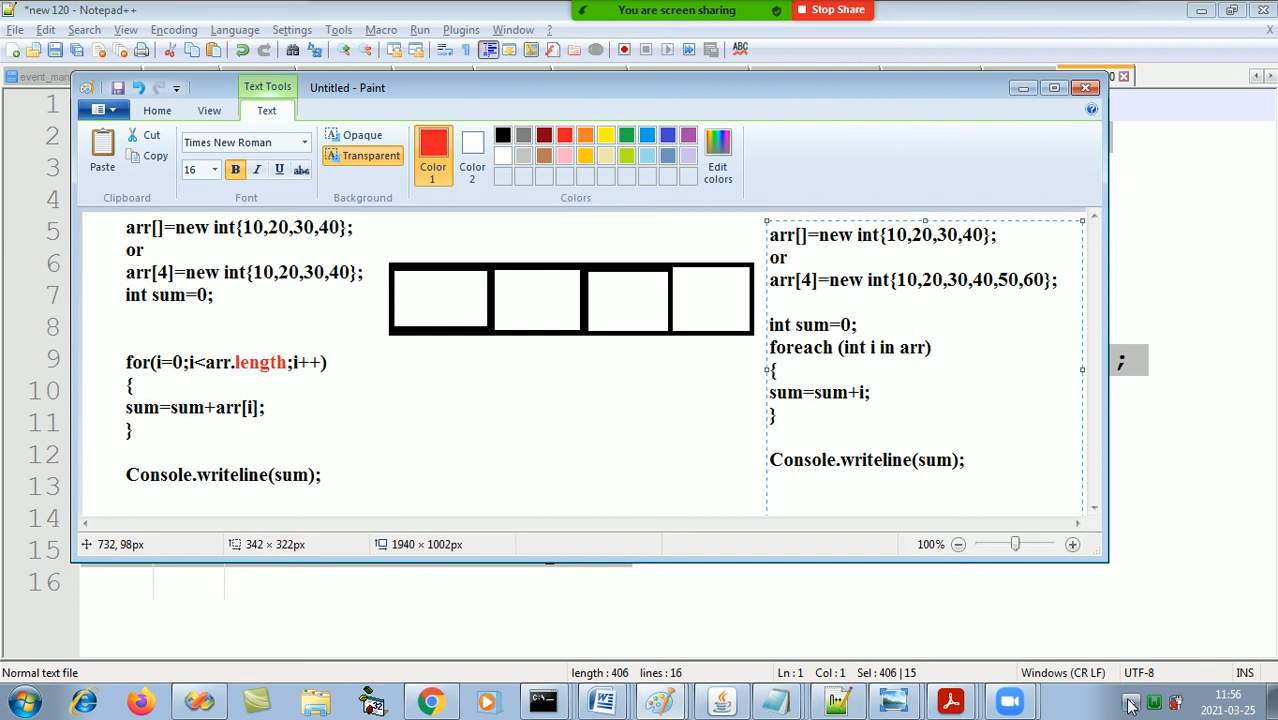 *new 120 - Notepad++
You are screen sharing
Stop Share
File Edit Search View Encoding Language Settings Tools Macro Run Plugins Window ?
event_man
Text Tools
Untitled - Paint
Home View Text
Cut
Copy
Paste
Clipboard
Times New Roman
16
B I U abc
Font
Opaque
Transparent
Background
Color 1
Color 2
Edit colors
Colors
1
2
3
4
5
6
7
8
9
10
11
12
13
14
15
16
arr[]=new int{10,20,30,40};
or
arr[4]=new int{10,20,30,40};
int sum=0;
for(i=0;i<arr.length;i++)
{
sum=sum+arr[i];
}
Console.writeline(sum);
arr[]=new int{10,20,30,40};
or
arr[4]=new int{10,20,30,40,50,60};
int sum=0;
foreach (int i in arr)
{
sum=sum+i;
}
Console.writeline(sum);
;
732, 98px
342 × 322px
1940 × 1002px
100%
Normal text file
length : 406 lines : 16
Ln : 1 Col : 1 Sel : 406 | 15
Windows (CR LF)
UTF-8
INS
11:56
2021-03-25